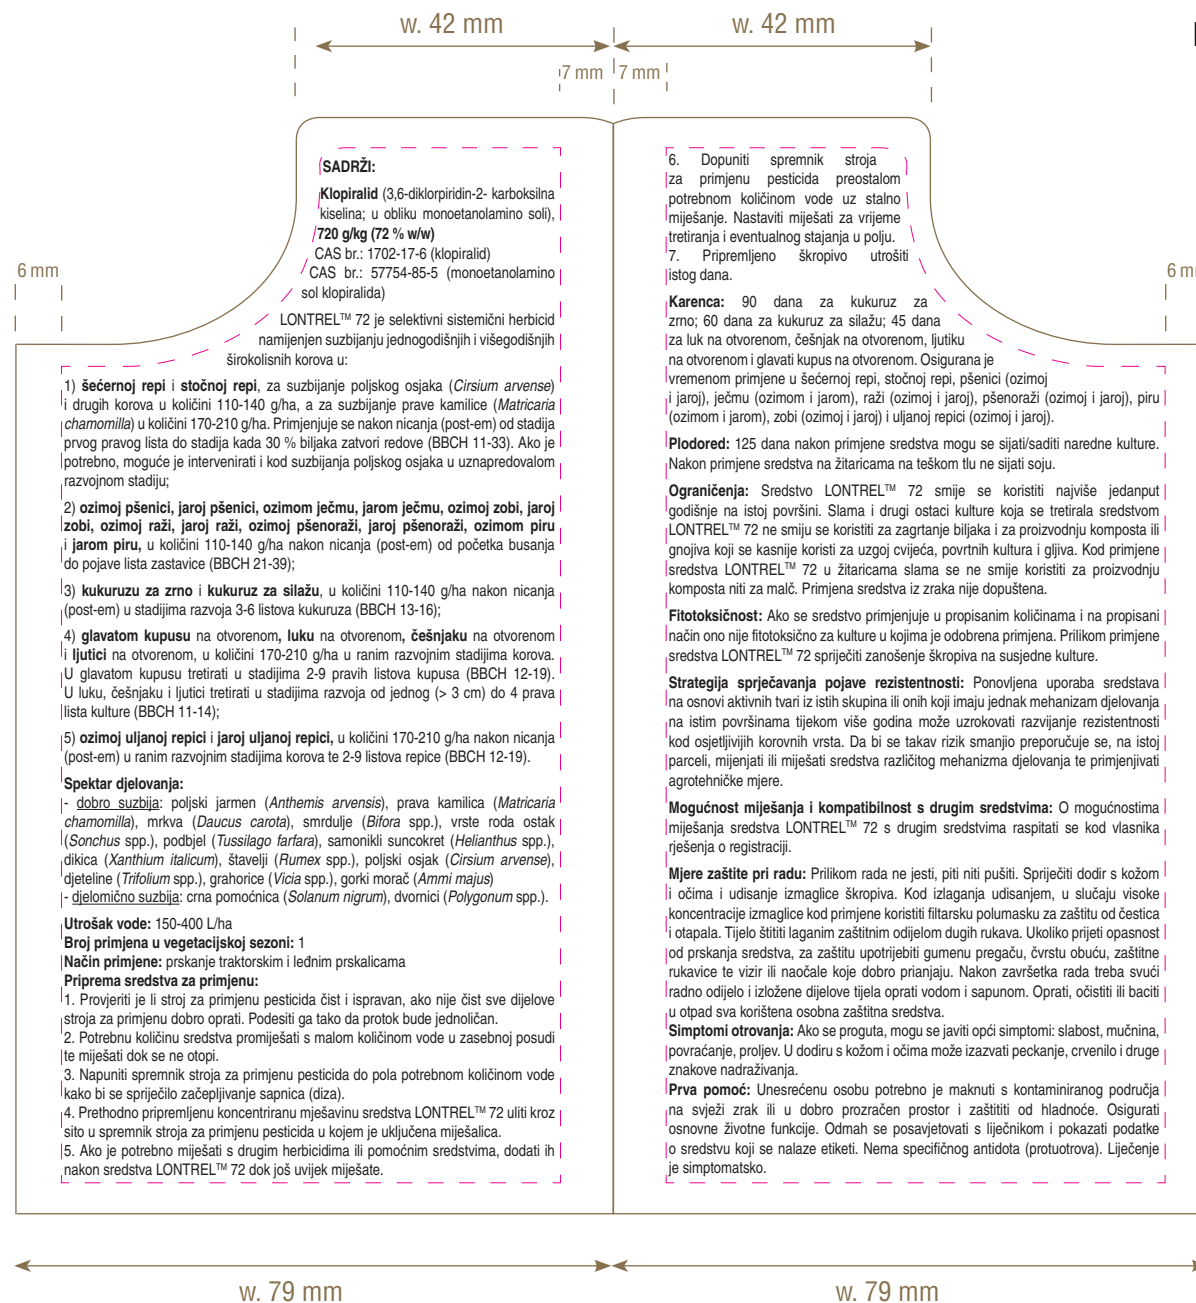 w. 42 mm
w. 42 mm
7 mm
7 mm
6 mm
SADRŽI:
Klopiralid (3,6-diklorpiridin-2- karboksilna
kiselina; u obliku monoetanolamino soli),
720 g/kg (72 % w/w)
CAS br.: 1702-17-6 (klopiralid)
CAS br.: 57754-85-5 (monoetanolamino
sol klopiralida)
LONTREL™ 72 je selektivni sistemični herbicid
namijenjen suzbijanju jednogodišnjih i višegodišnjih
širokolisnih korova u:
1) šećernoj repi i stočnoj repi, za suzbijanje poljskog osjaka (Cirsium arvense)
i drugih korova u količini 110-140 g/ha, a za suzbijanje prave kamilice (Matricaria
chamomilla) u količini 170-210 g/ha. Primjenjuje se nakon nicanja (post-em) od stadija
prvog pravog lista do stadija kada 30 % biljaka zatvori redove (BBCH 11-33). Ako je
potrebno, moguće je intervenirati i kod suzbijanja poljskog osjaka u uznapredovalom
razvojnom stadiju;
2) ozimoj pšenici, jaroj pšenici, ozimom ječmu, jarom ječmu, ozimoj zobi, jaroj
zobi, ozimoj raži, jaroj raži, ozimoj pšenoraži, jaroj pšenoraži, ozimom piru
i jarom piru, u količini 110-140 g/ha nakon nicanja (post-em) od početka busanja
do pojave lista zastavice (BBCH 21-39);
3) kukuruzu za zrno i kukuruz za silažu, u količini 110-140 g/ha nakon nicanja
(post-em) u stadijima razvoja 3-6 listova kukuruza (BBCH 13-16);
4) glavatom kupusu na otvorenom, luku na otvorenom, češnjaku na otvorenom
i ljutici na otvorenom, u količini 170-210 g/ha u ranim razvojnim stadijima korova.
U glavatom kupusu tretirati u stadijima 2-9 pravih listova kupusa (BBCH 12-19).
U luku, češnjaku i ljutici tretirati u stadijima razvoja od jednog (> 3 cm) do 4 prava
lista kulture (BBCH 11-14);
5) ozimoj uljanoj repici i jaroj uljanoj repici, u količini 170-210 g/ha nakon nicanja
(post-em) u ranim razvojnim stadijima korova te 2-9 listova repice (BBCH 12-19).
Spektar djelovanja:
- dobro suzbija: poljski jarmen (Anthemis arvensis), prava kamilica (Matricaria
chamomilla), mrkva (Daucus carota), smrdulje (Bifora spp.), vrste roda ostak
(Sonchus spp.), podbjel (Tussilago farfara), samonikli suncokret (Helianthus spp.),
dikica (Xanthium italicum), štavelji (Rumex spp.), poljski osjak (Cirsium arvense),
djeteline (Trifolium spp.), grahorice (Vicia spp.), gorki morač (Ammi majus)
- djelomično suzbija: crna pomoćnica (Solanum nigrum), dvornici (Polygonum spp.).
Utrošak vode: 150-400 L/ha
Broj primjena u vegetacijskoj sezoni: 1
Način primjene: prskanje traktorskim i leđnim prskalicama
Priprema sredstva za primjenu:
1. Provjeriti je li stroj za primjenu pesticida čist i ispravan, ako nije čist sve dijelove
stroja za primjenu dobro oprati. Podesiti ga tako da protok bude jednoličan.
2. Potrebnu količinu sredstva promiješati s malom količinom vode u zasebnoj posudi
te miješati dok se ne otopi.
3. Napuniti spremnik stroja za primjenu pesticida do pola potrebnom količinom vode
kako bi se spriječilo začepljivanje sapnica (diza).
4. Prethodno pripremljenu koncentriranu mješavinu sredstva LONTREL™ 72 uliti kroz
sito u spremnik stroja za primjenu pesticida u kojem je uključena miješalica.
5. Ako je potrebno miješati s drugim herbicidima ili pomoćnim sredstvima, dodati ih
nakon sredstva LONTREL™ 72 dok još uvijek miješate.
6. Dopuniti spremnik stroja
za primjenu pesticida preostalom
potrebnom količinom vode uz stalno
miješanje. Nastaviti miješati za vrijeme
tretiranja i eventualnog stajanja u polju.
7. Pripremljeno škropivo utrošiti
istog dana.
Karenca: 90 dana za kukuruz za
zrno; 60 dana za kukuruz za silažu; 45 dana
za luk na otvorenom, češnjak na otvorenom, ljutiku
na otvorenom i glavati kupus na otvorenom. Osigurana je
vremenom primjene u šećernoj repi, stočnoj repi, pšenici (ozimoj
i jaroj), ječmu (ozimom i jarom), raži (ozimoj i jaroj), pšenoraži (ozimoj i jaroj), piru
(ozimom i jarom), zobi (ozimoj i jaroj) i uljanoj repici (ozimoj i jaroj).
Plodored: 125 dana nakon primjene sredstva mogu se sijati/saditi naredne kulture.
Nakon primjene sredstva na žitaricama na teškom tlu ne sijati soju.
Ograničenja: Sredstvo LONTREL™ 72 smije se koristiti najviše jedanput
godišnje na istoj površini. Slama i drugi ostaci kulture koja se tretirala sredstvom
LONTREL™ 72 ne smiju se koristiti za zagrtanje biljaka i za proizvodnju komposta ili
gnojiva koji se kasnije koristi za uzgoj cvijeća, povrtnih kultura i gljiva. Kod primjene
sredstva LONTREL™ 72 u žitaricama slama se ne smije koristiti za proizvodnju
komposta niti za malč. Primjena sredstva iz zraka nije dopuštena.
Fitotoksičnost: Ako se sredstvo primjenjuje u propisanim količinama i na propisani
način ono nije fitotoksično za kulture u kojima je odobrena primjena. Prilikom primjene
sredstva LONTREL™ 72 spriječiti zanošenje škropiva na susjedne kulture.
Strategija sprječavanja pojave rezistentnosti: Ponovljena uporaba sredstava
na osnovi aktivnih tvari iz istih skupina ili onih koji imaju jednak mehanizam djelovanja
na istim površinama tijekom više godina može uzrokovati razvijanje rezistentnosti
kod osjetljivijih korovnih vrsta. Da bi se takav rizik smanjio preporučuje se, na istoj
parceli, mijenjati ili miješati sredstva različitog mehanizma djelovanja te primjenjivati
agrotehničke mjere.
Mogućnost miješanja i kompatibilnost s drugim sredstvima: O mogućnostima
miješanja sredstva LONTREL™ 72 s drugim sredstvima raspitati se kod vlasnika
rješenja o registraciji.
Mjere zaštite pri radu: Prilikom rada ne jesti, piti niti pušiti. Spriječiti dodir s kožom
i očima i udisanje izmaglice škropiva. Kod izlaganja udisanjem, u slučaju visoke
koncentracije izmaglice kod primjene koristiti filtarsku polumasku za zaštitu od čestica
i otapala. Tijelo štititi laganim zaštitnim odijelom dugih rukava. Ukoliko prijeti opasnost
od prskanja sredstva, za zaštitu upotrijebiti gumenu pregaču, čvrstu obuću, zaštitne
rukavice te vizir ili naočale koje dobro prianjaju. Nakon završetka rada treba svući
radno odijelo i izložene dijelove tijela oprati vodom i sapunom. Oprati, očistiti ili baciti
u otpad sva korištena osobna zaštitna sredstva.
Simptomi otrovanja: Ako se proguta, mogu se javiti opći simptomi: slabost, mučnina,
povraćanje, proljev. U dodiru s kožom i očima može izazvati peckanje, crvenilo i druge
znakove nadraživanja.
Prva pomoć: Unesrećenu osobu potrebno je maknuti s kontaminiranog područja
na svježi zrak ili u dobro prozračen prostor i zaštititi od hladnoće. Osigurati
osnovne životne funkcije. Odmah se posavjetovati s liječnikom i pokazati podatke
o sredstvu koji se nalaze etiketi. Nema specifičnog antidota (protuotrova). Liječenje
je simptomatsko.
6 m
w. 79 mm
w. 79 mm